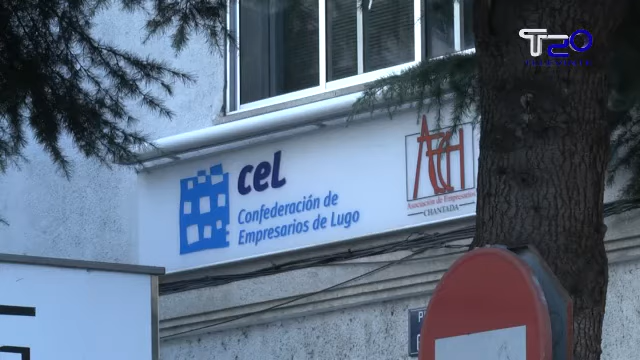 T20
cel
Confederación de
Empresarios de Lugo
AECH
Asociación de Empresarios
CHANTADA